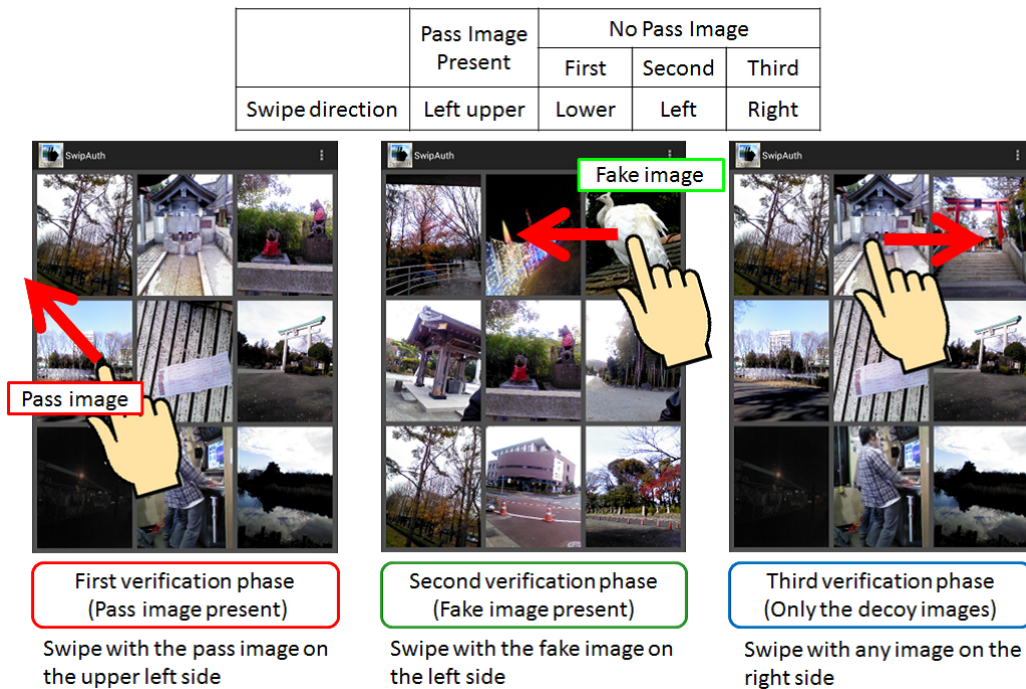 Pass Image
Present
No Pass Image
First Second Third
Swipe direction Left upper Lower Left Right
SwipAuth
SwipAuth
SwipAuth
Fake image
Pass image
First verification phase
(Pass image present)
Second verification phase
(Fake image present)
Third verification phase
(Only the decoy images)
Swipe with the pass image on
the upper left side
Swipe with the fake image on
the left side
Swipe with any image on the
right side